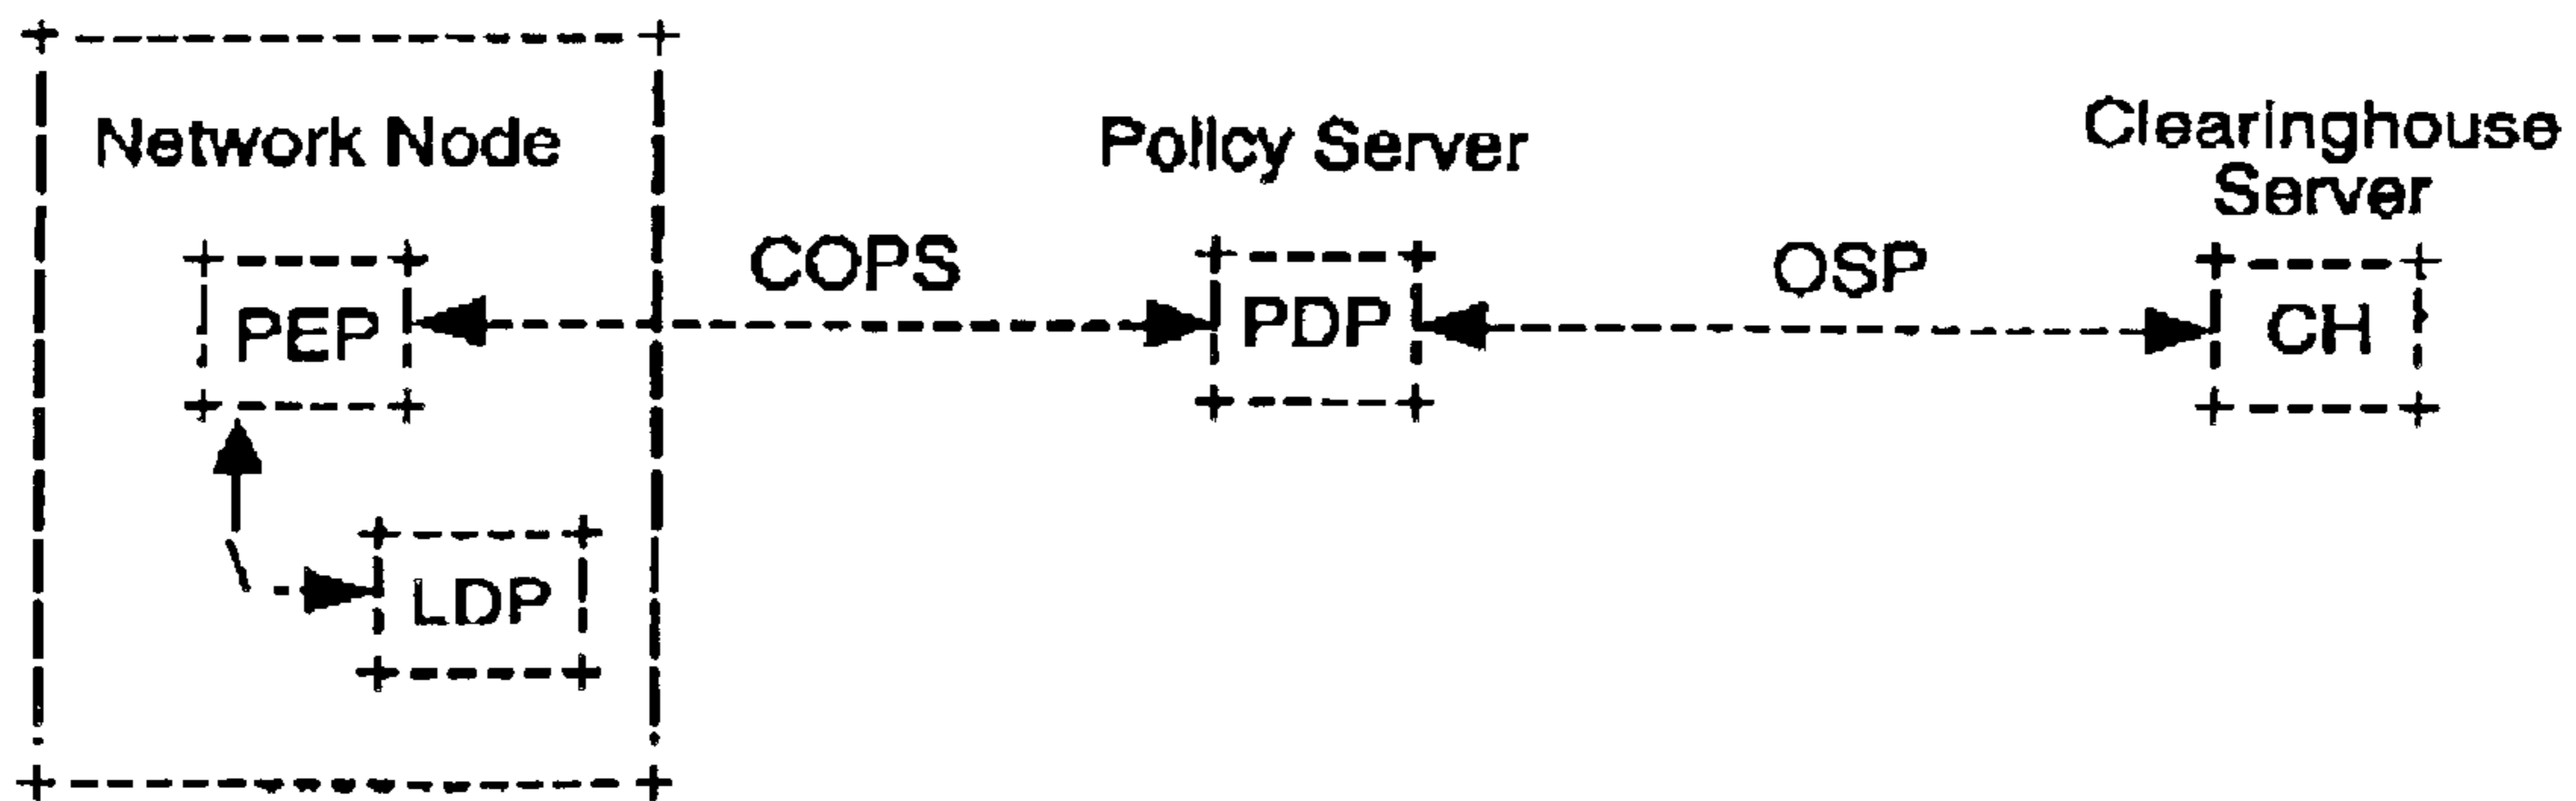 Network Node
Policy Server
Clearinghouse
Server
COPS
OSP
PEP
PDP
CH
LDP